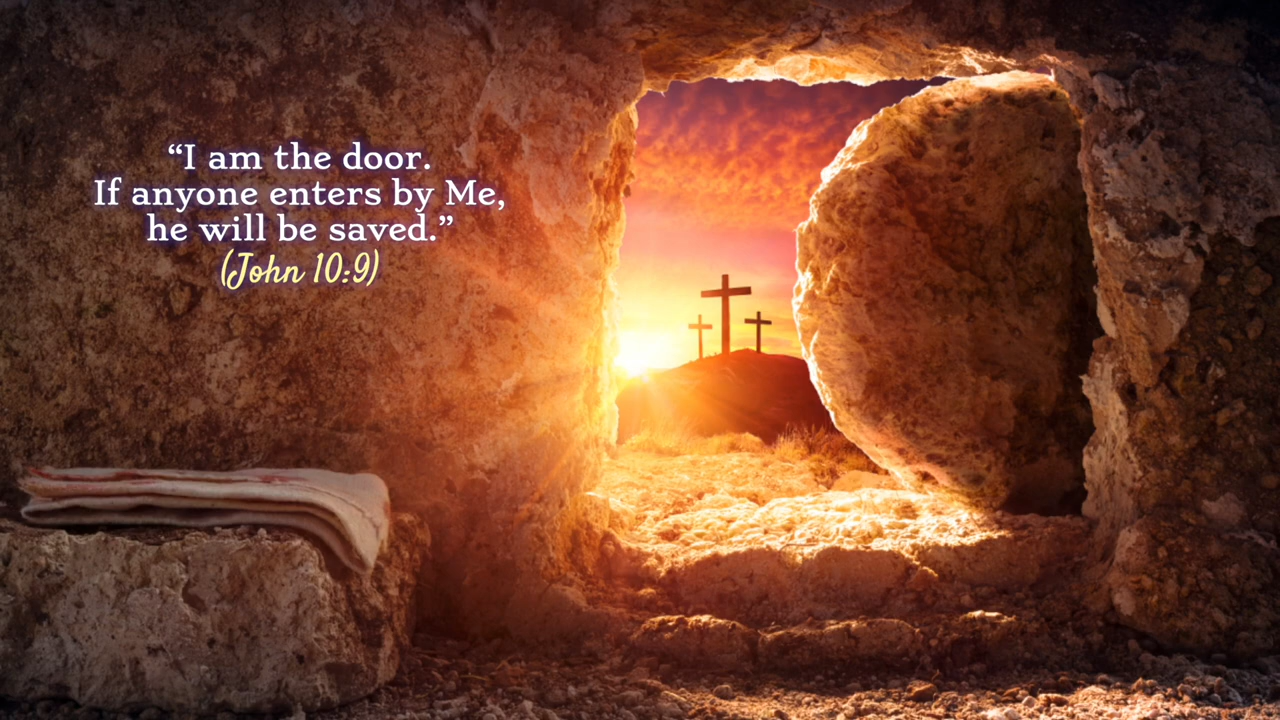 “I am the door.
If anyone enters by Me,
he will be saved.”
(John 10:9)